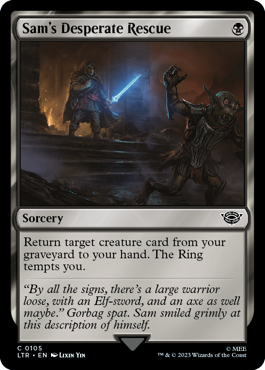 Sam's Desperate Rescue
Sorcery
Return target creature card from your
graveyard to your hand. The Ring
tempts you.
"By all the signs, there's a large warrior
loose, with an Elf-sword, and an axe as well
maybe." Gorbag spat. Sam smiled grimly at
this description of himself.
C 0105
LTR • EN Lixin Yin
© MEE
™ & © 2023 Wizards of the Coast